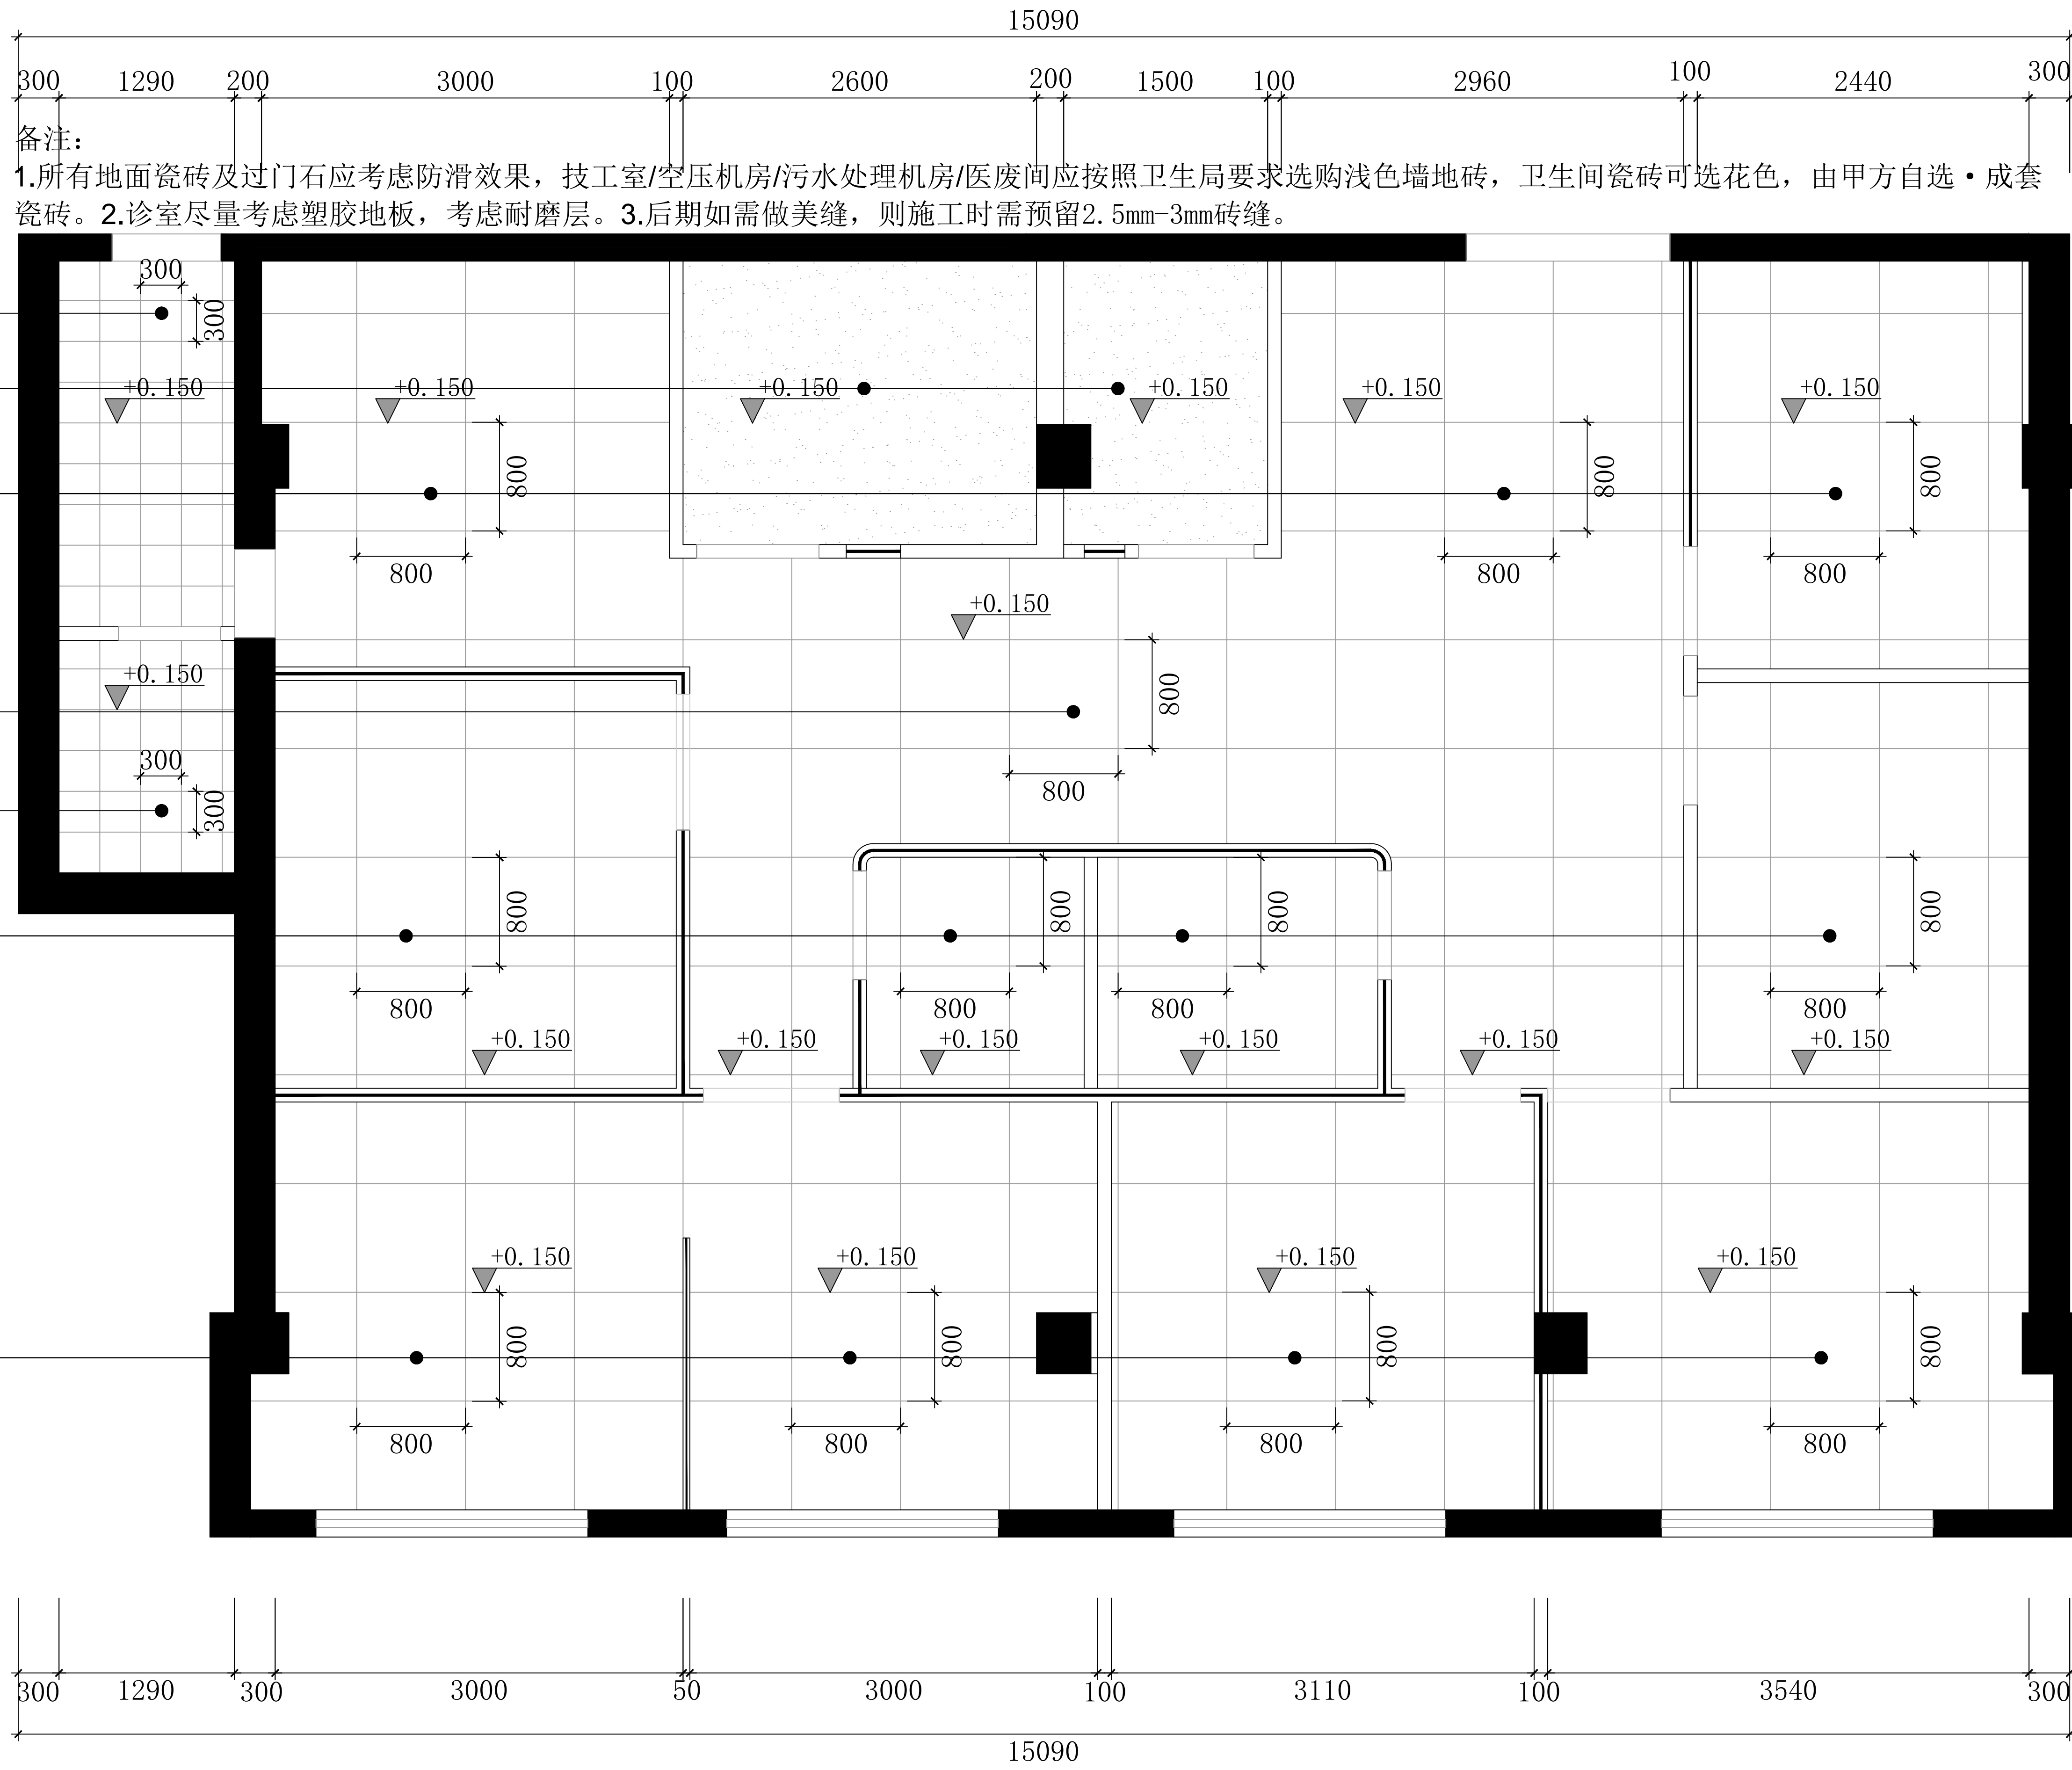 15090
300 1290 200 3000 100 2600 200 1500 100 2960 100 2440 300
备注：
1.所有地面瓷砖及过门石应考虑防滑效果，技工室/空压机房/污水处理机房/医废间应按照卫生局要求选购浅色墙地砖，卫生间瓷砖可选花色，由甲方自选·成套
瓷砖。2.诊室尽量考虑塑胶地板，考虑耐磨层。3.后期如需做美缝，则施工时需预留2.5mm-3mm砖缝。
300
300
+0.150 +0.150 +0.150 +0.150 +0.150 +0.150
800 800 800
800 800 800
+0.150
+0.150
800
300
800
300
800 800 800 800
800 800 800 800
+0.150 +0.150 +0.150 +0.150 +0.150 +0.150
+0.150 +0.150 +0.150 +0.150
800 800 800 800
800 800 800 800
300 1290 300 3000 50 3000 100 3110 100 3540 300
15090